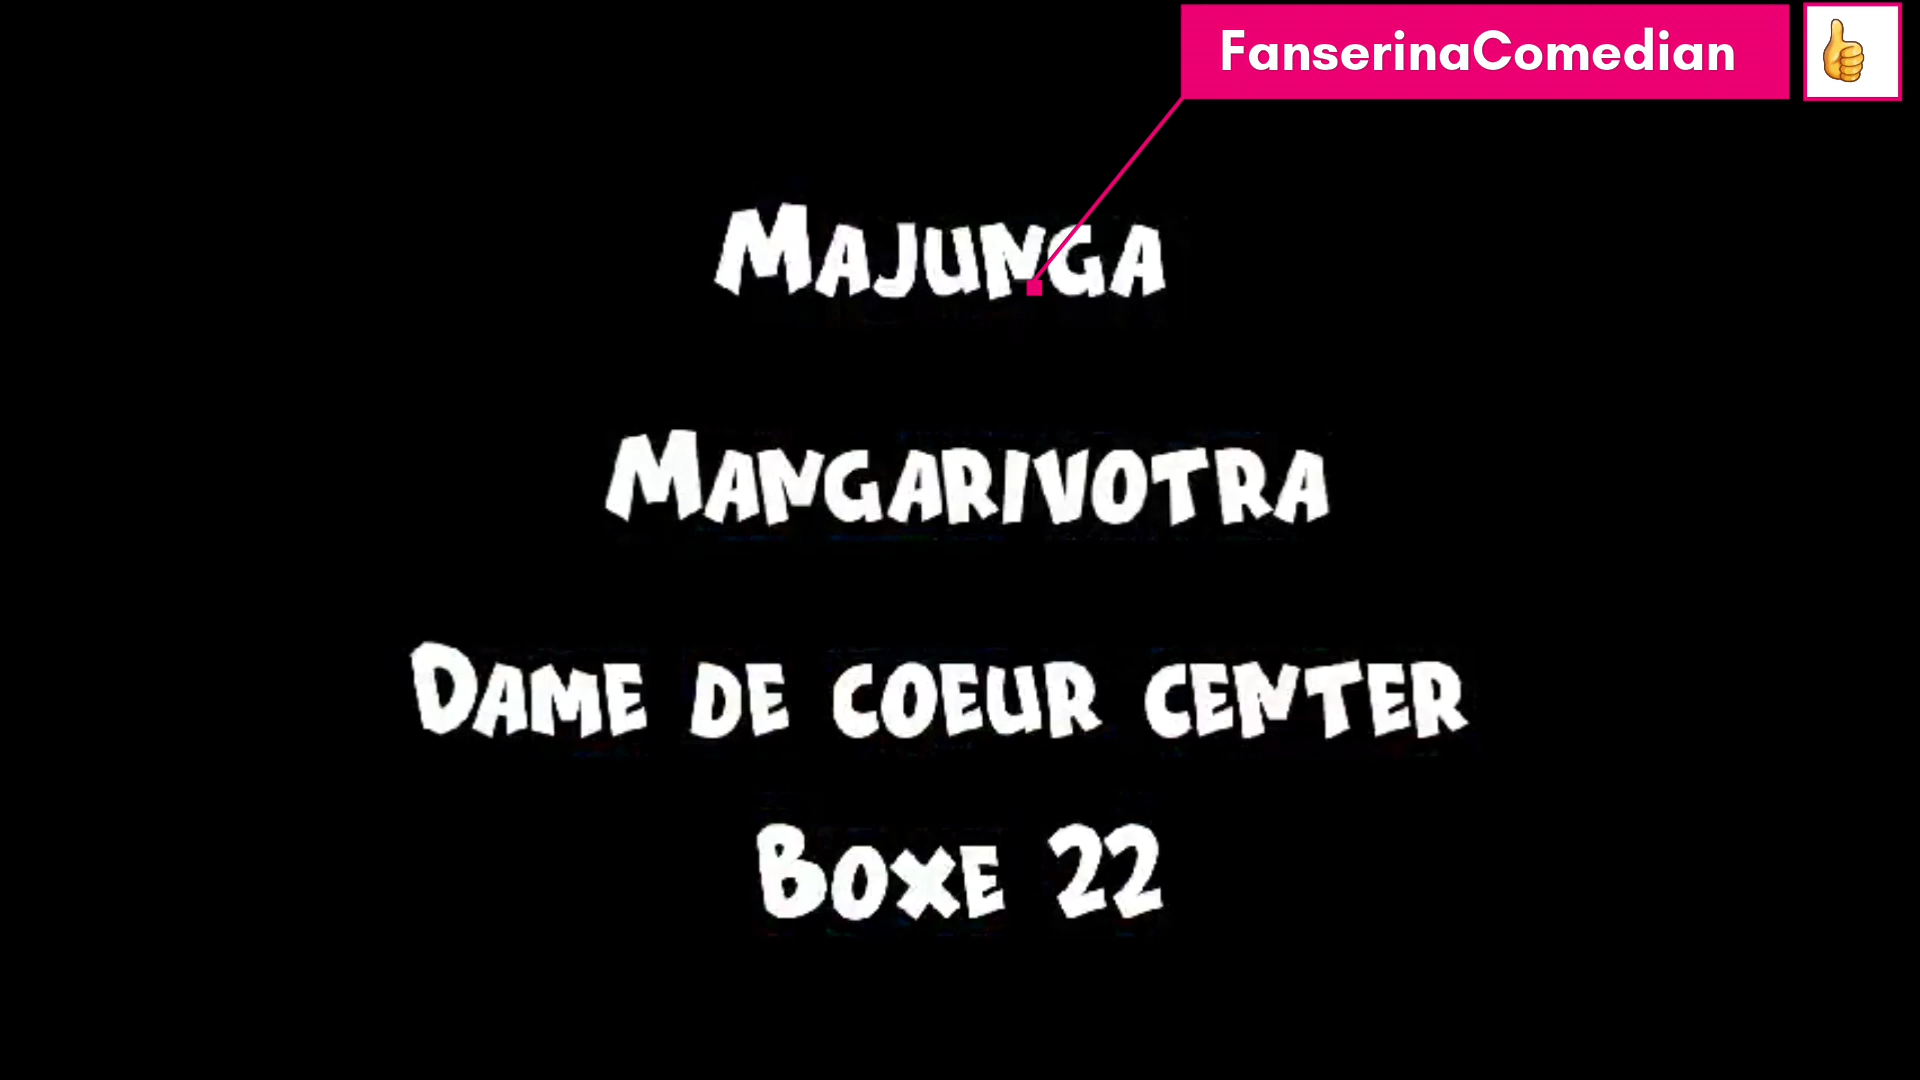 FanserinaComedian
Majunga
Mangarivotra
Dame de coeur center
Boxe 22